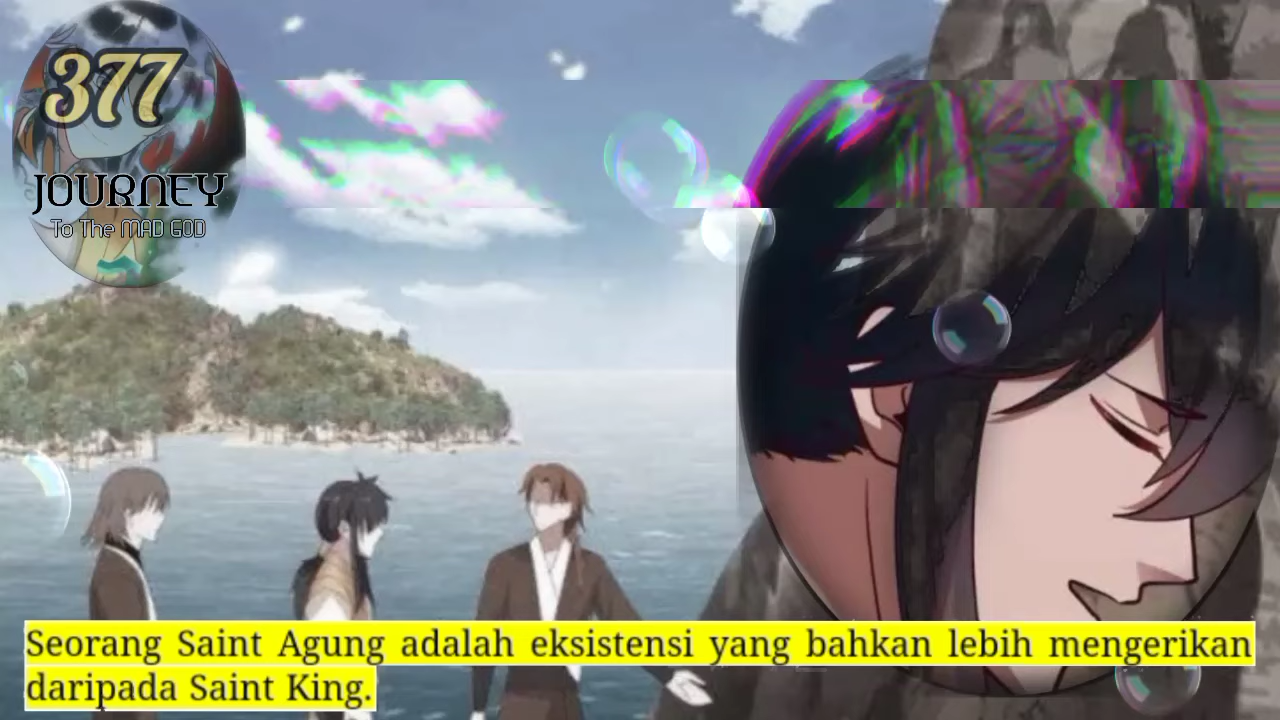 377
JOURNEY
To The MAD GOD
Seorang Saint Agung adalah eksistensi yang bahkan lebih mengerikan
daripada Saint King.